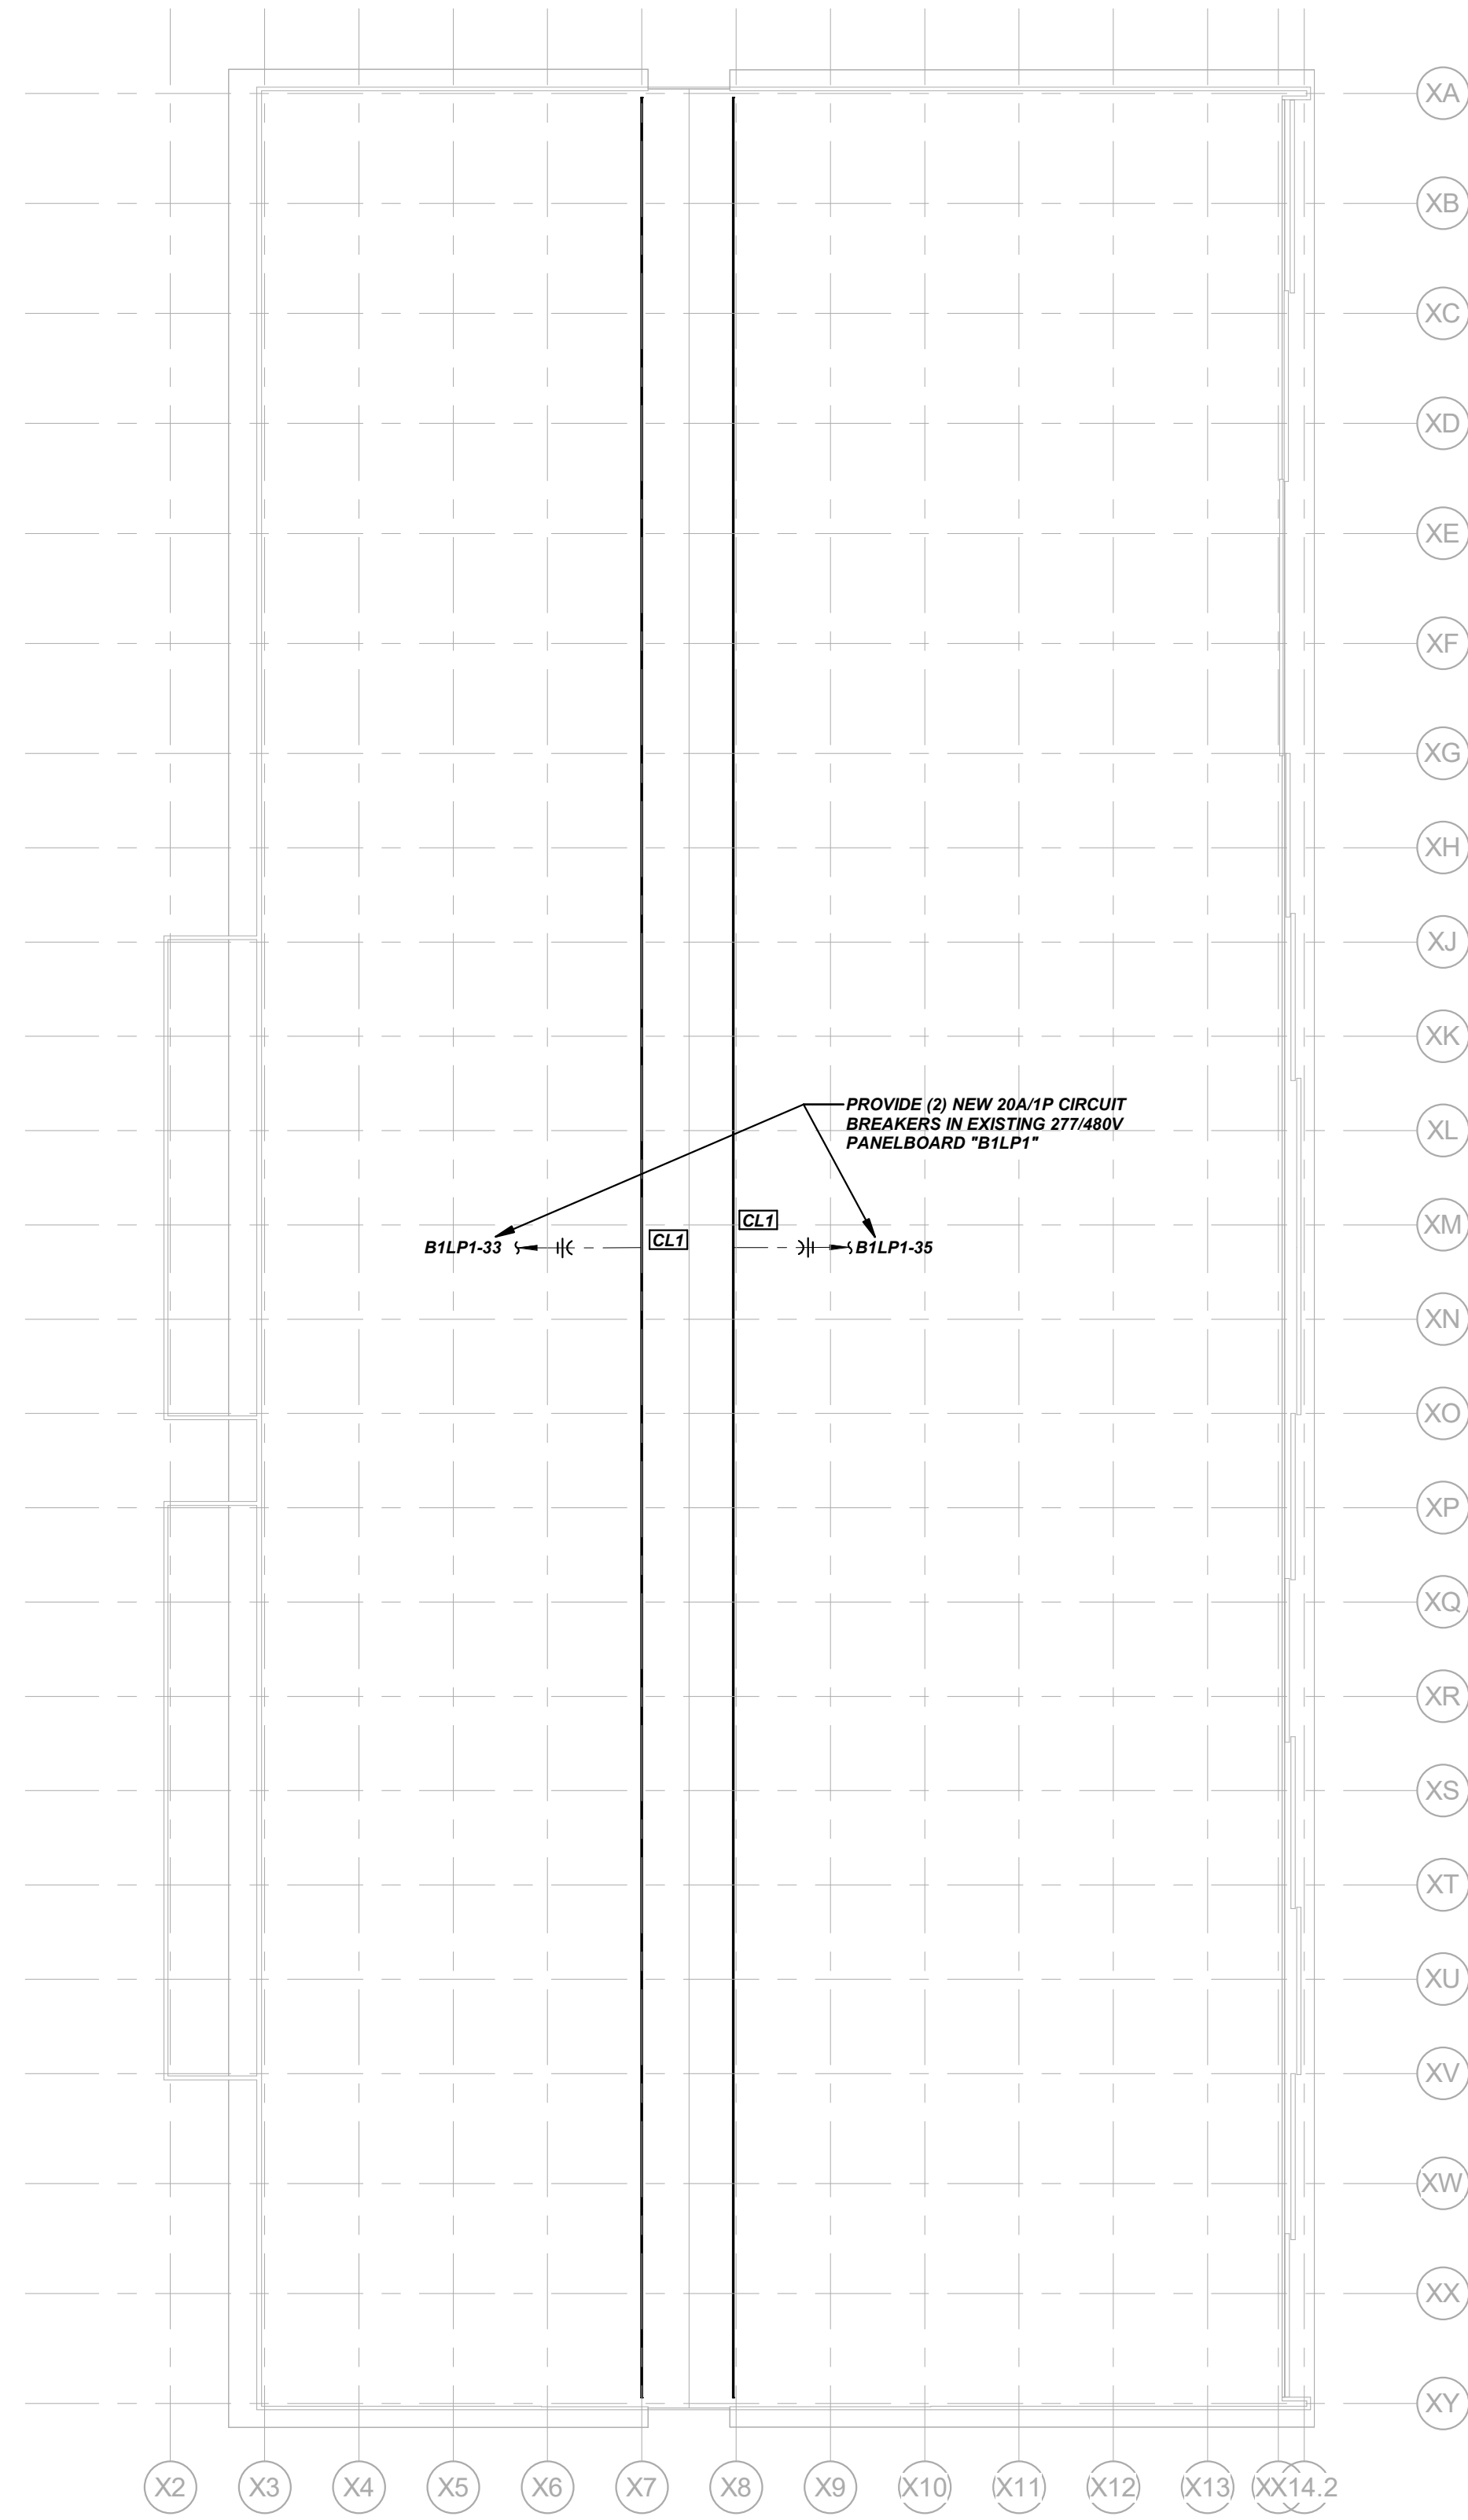 XA
XB
XC
XD
XE
XF
XG
XH
XJ
XK
PROVIDE (2) NEW 20A/1P CIRCUIT
BREAKERS IN EXISTING 277/480V
PANELBOARD "B1LP1"
XL
CL1
XM
CL1
B1LP1-33
B1LP1-35
XN
XO
XP
XQ
XR
XS
XT
XU
XV
XW
XX
XY
X2 X3 X4 X5 X6 X7 X8 X9 X10 X11 X12 X13 X14.2